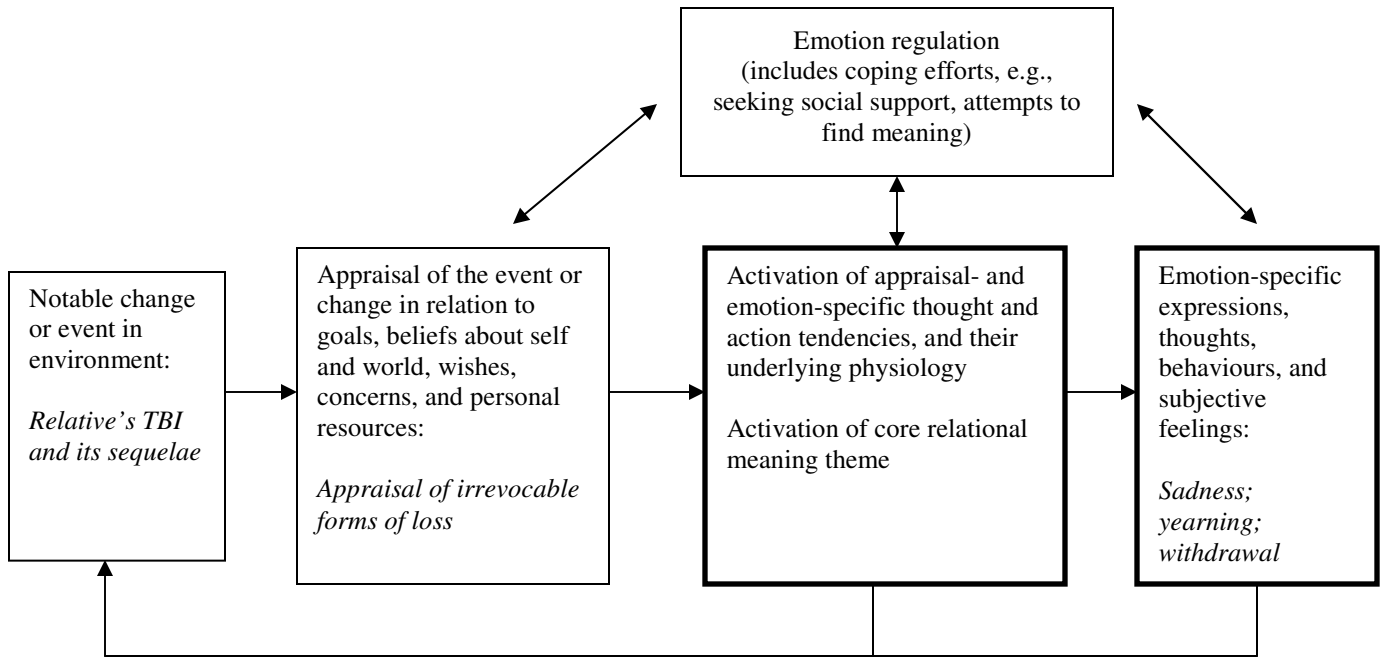 Emotion regulation
(includes coping efforts, e.g.,
seeking social support, attempts to
find meaning)
Notable change
or event in
environment:
Relative’s TBI
and its sequelae
Appraisal of the event or
change in relation to
goals, beliefs about self
and world, wishes,
concerns, and personal
resources:
Appraisal of irrevocable
forms of loss
Activation of appraisal- and
emotion-specific thought and
action tendencies, and their
underlying physiology
Activation of core relational
meaning theme
Emotion-specific
expressions,
thoughts,
behaviours, and
subjective
feelings:
Sadness;
yearning;
withdrawal